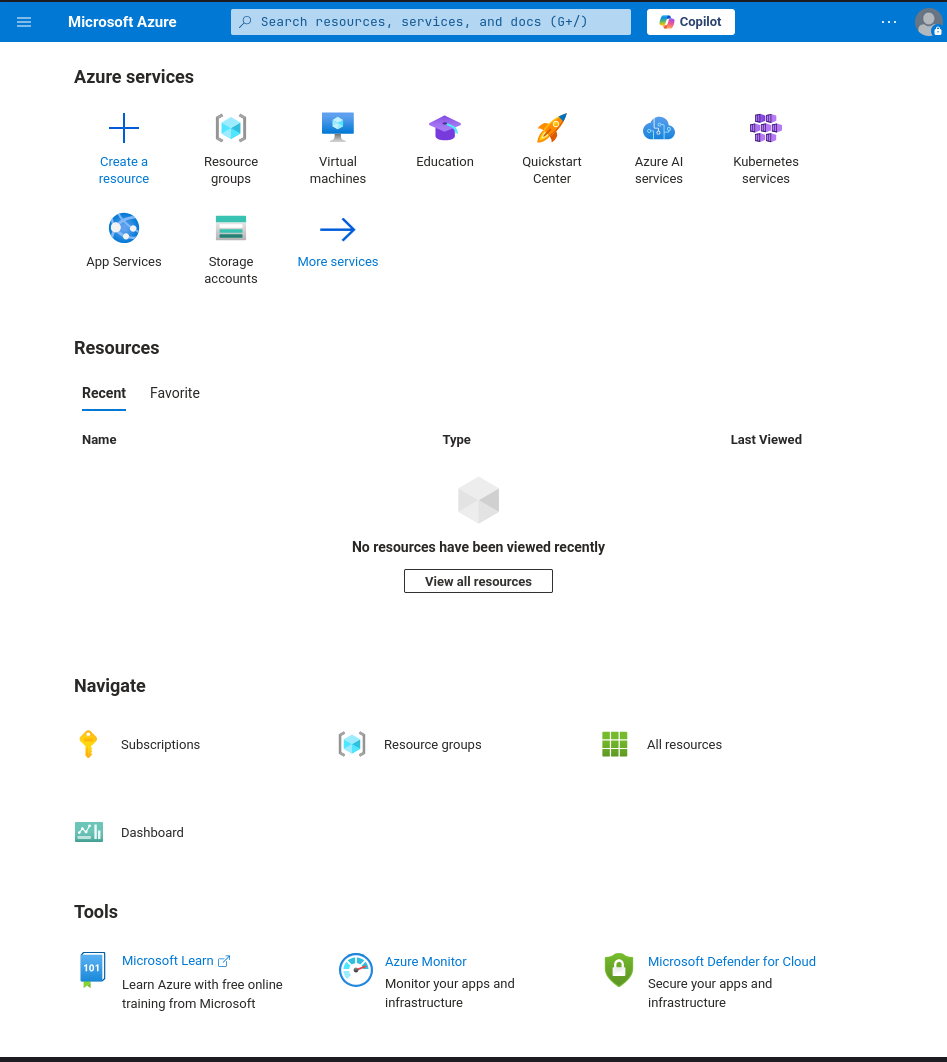 Microsoft Azure
Search resources, services, and docs (G+/)
Copilot
Azure services
Create a
resource
Resource
groups
Virtual
machines
Education
Quickstart
Center
Azure AI
services
Kubernetes
services
App Services
Storage
accounts
More services
Resources
Recent
Favorite
Name
Type
Last Viewed
No resources have been viewed recently
View all resources
Navigate
Subscriptions
Resource groups
All resources
Dashboard
Tools
101
Microsoft Learn
Learn Azure with free online
training from Microsoft
Azure Monitor
Monitor your apps and
infrastructure
Microsoft Defender for Cloud
Secure your apps and
infrastructure